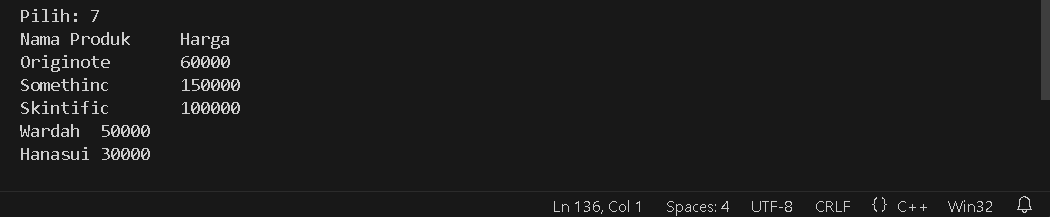 Pilih: 7
Nama Produk     Harga
Originote       60000
Somethinc       150000
Skintific       100000
Wardah  50000
Hanasui 30000
Ln 136, Col 1    Spaces: 4    UTF-8    CRLF    {} C++    Win32